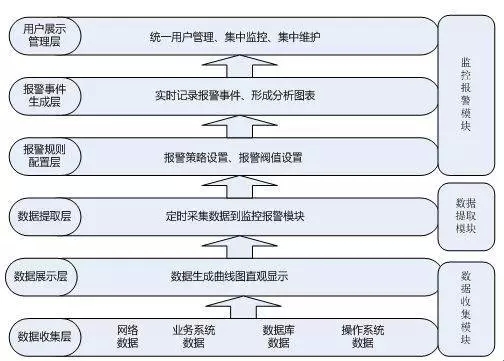 用户展示
管理层
统一用户管理、集中监控、集中维护
报警事件
生成层
实时记录报警事件、形成分析图表
报警规则
配置层
报警策略设置、报警阀值设置
监控报警模块
数据提取层
定时采集数据到监控报警模块
数据
提取
模块
数据展示层
数据生成曲线图直观显示
数据收集层
网络
数据
业务系统
数据
数据库
数据
操作系统
数据
数据收集模块